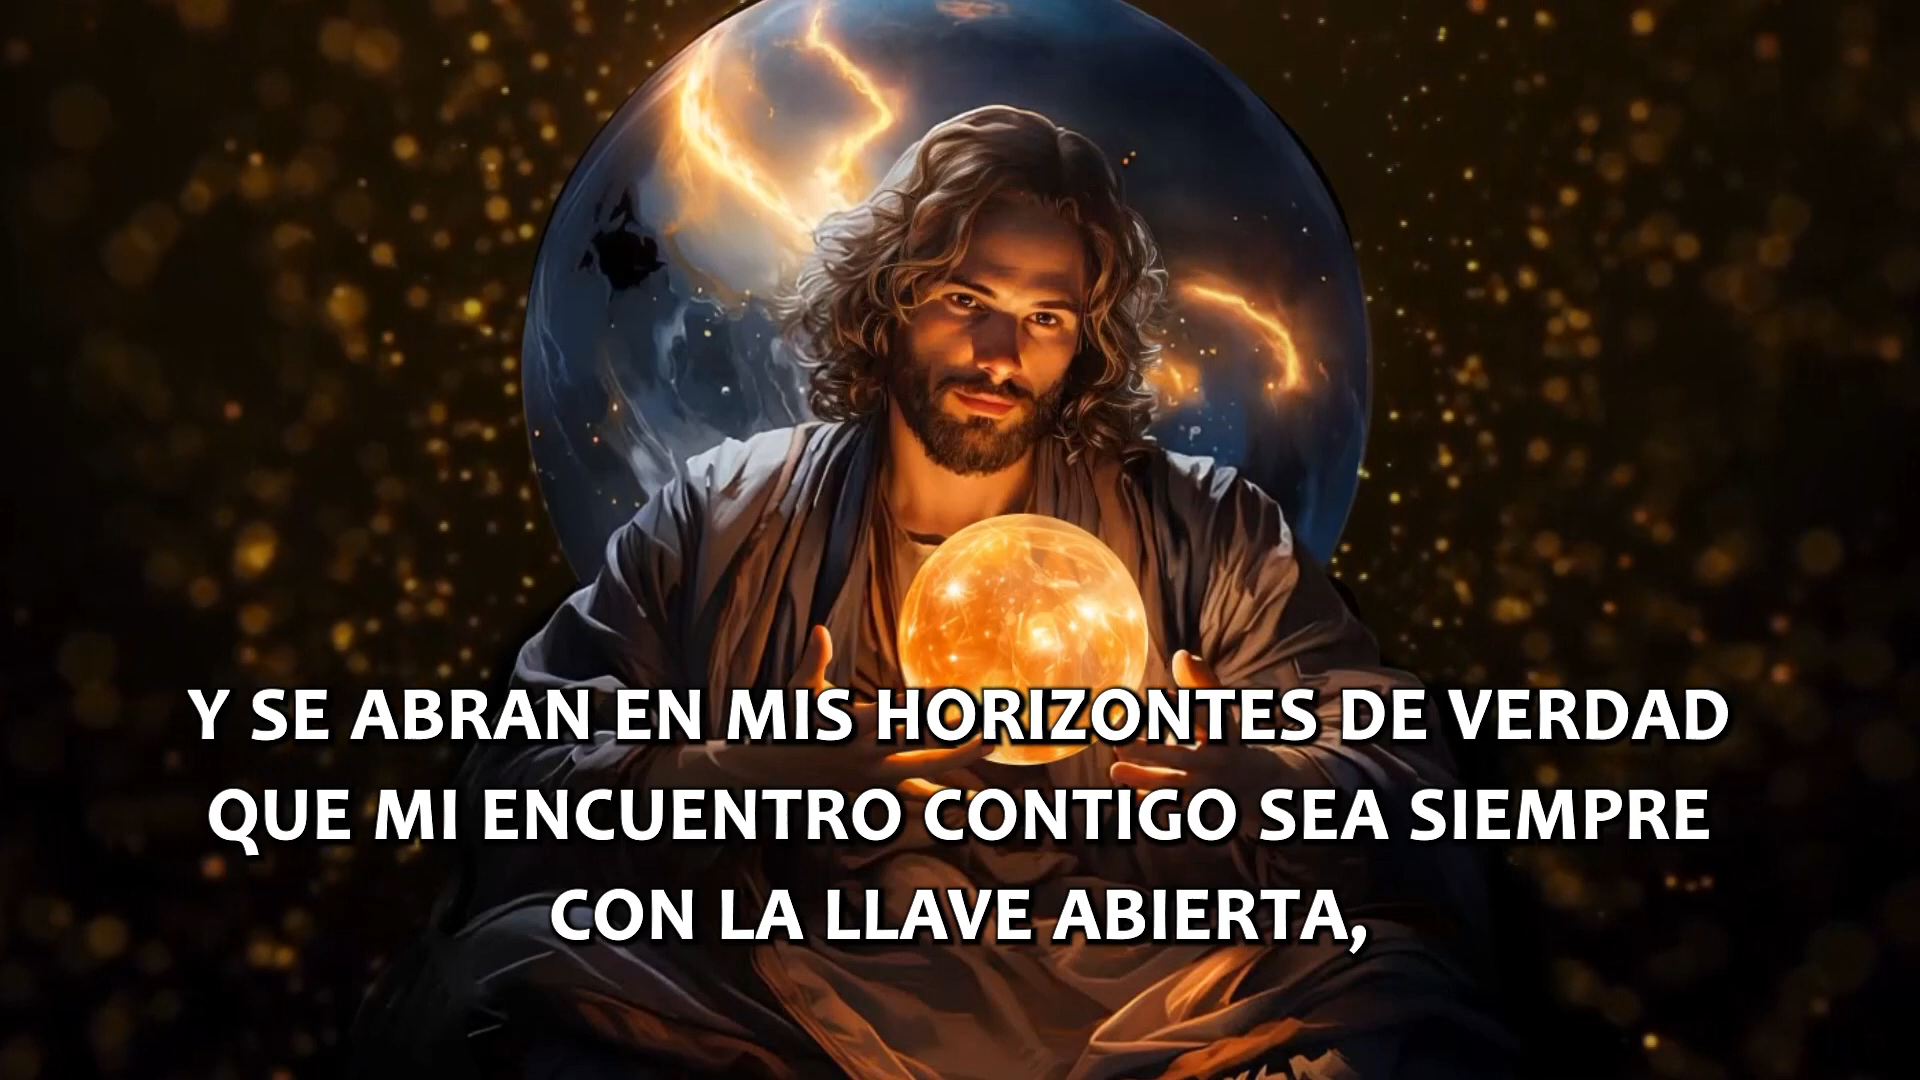 Y SE ABRAN EN MIS HORIZONTES DE VERDAD
QUE MI ENCUENTRO CONTIGO SEA SIEMPRE
CON LA LLAVE ABIERTA,